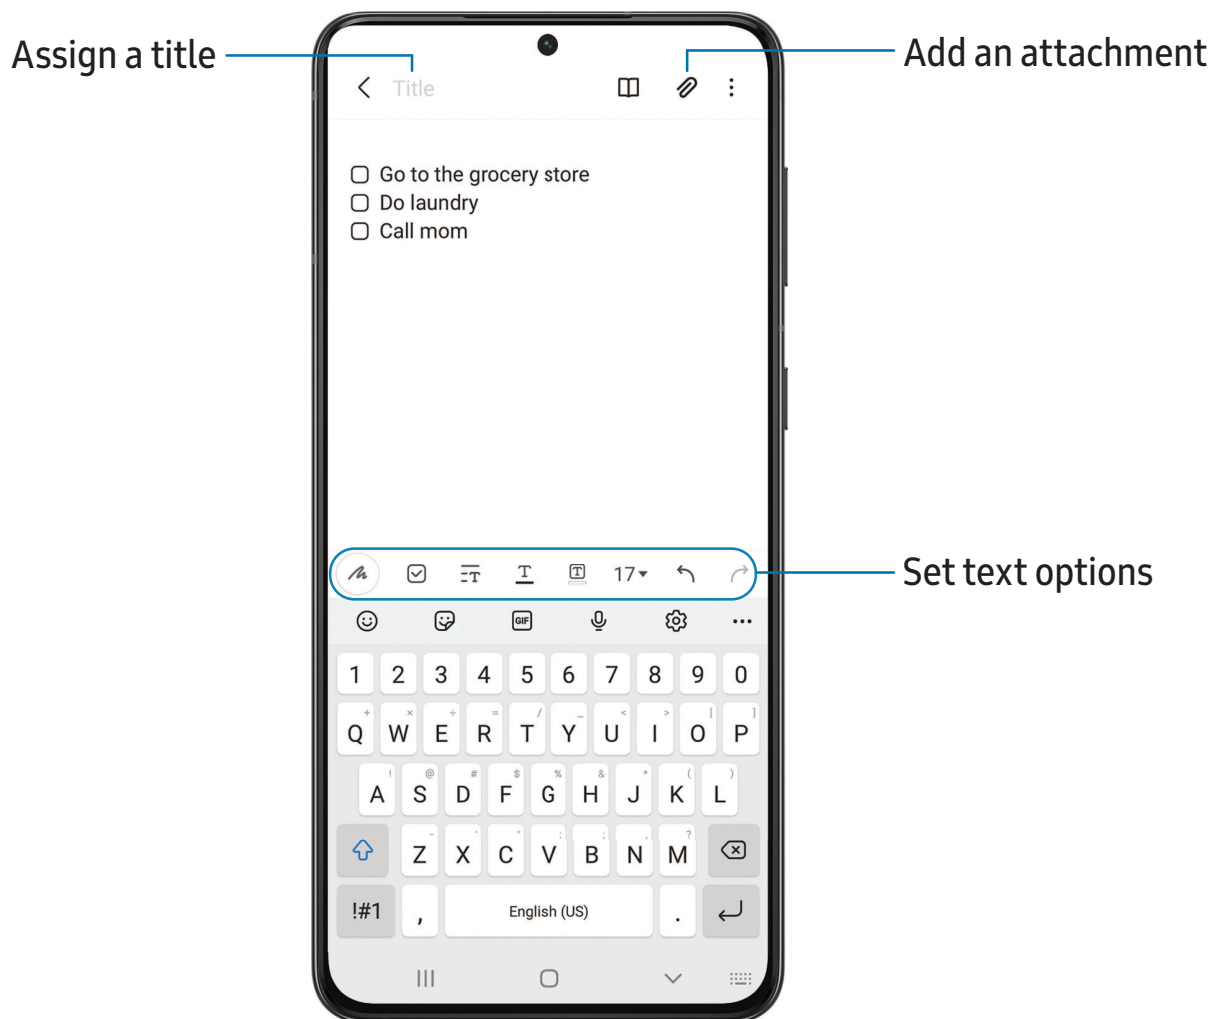 Assign a title
Add an attachment
Title
Go to the grocery store
Do laundry
Call mom
T T T 17
Set text options
GIF
1 2 3 4 5 6 7 8 9 0
+ × ÷ = / _ < > [ ]
Q W E R T Y U I O P
! @ # $ % & * ( )
A S D F G H J K L
- ' " : ; , ?
Z X C V B N M
!#1 , English (US) .